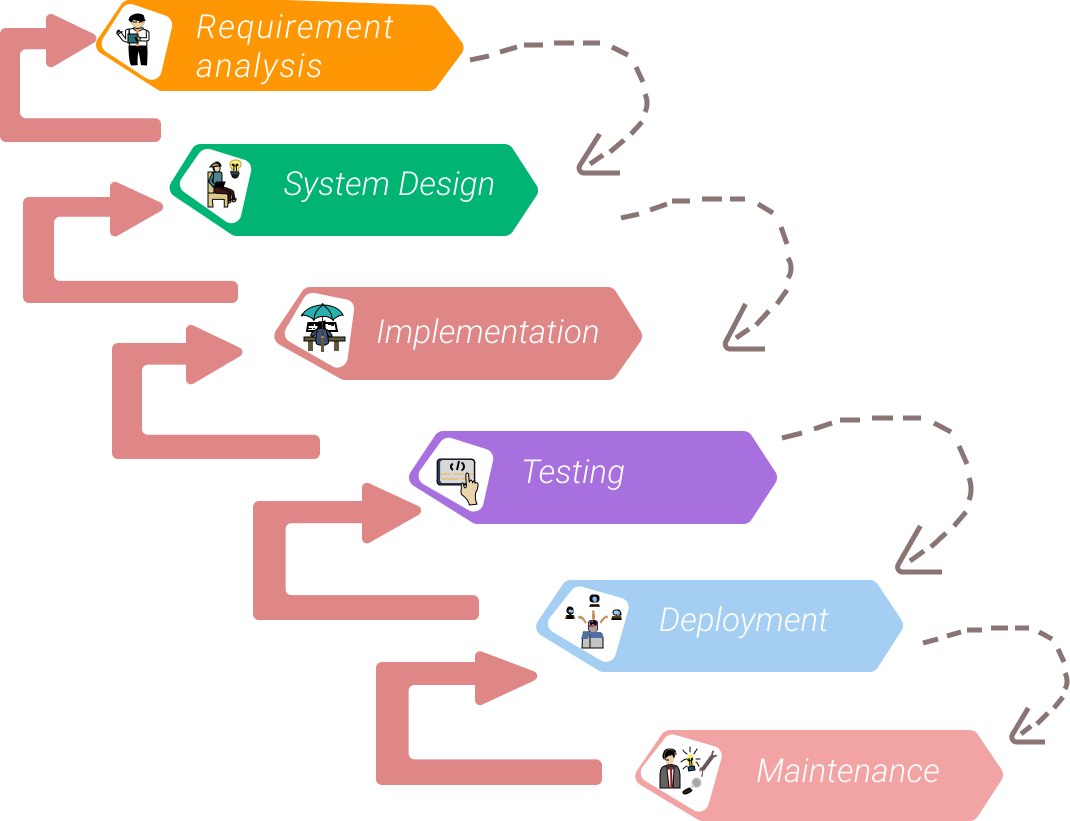 Requirement
analysis
System Design
Implementation
Testing
Deployment
Maintenance